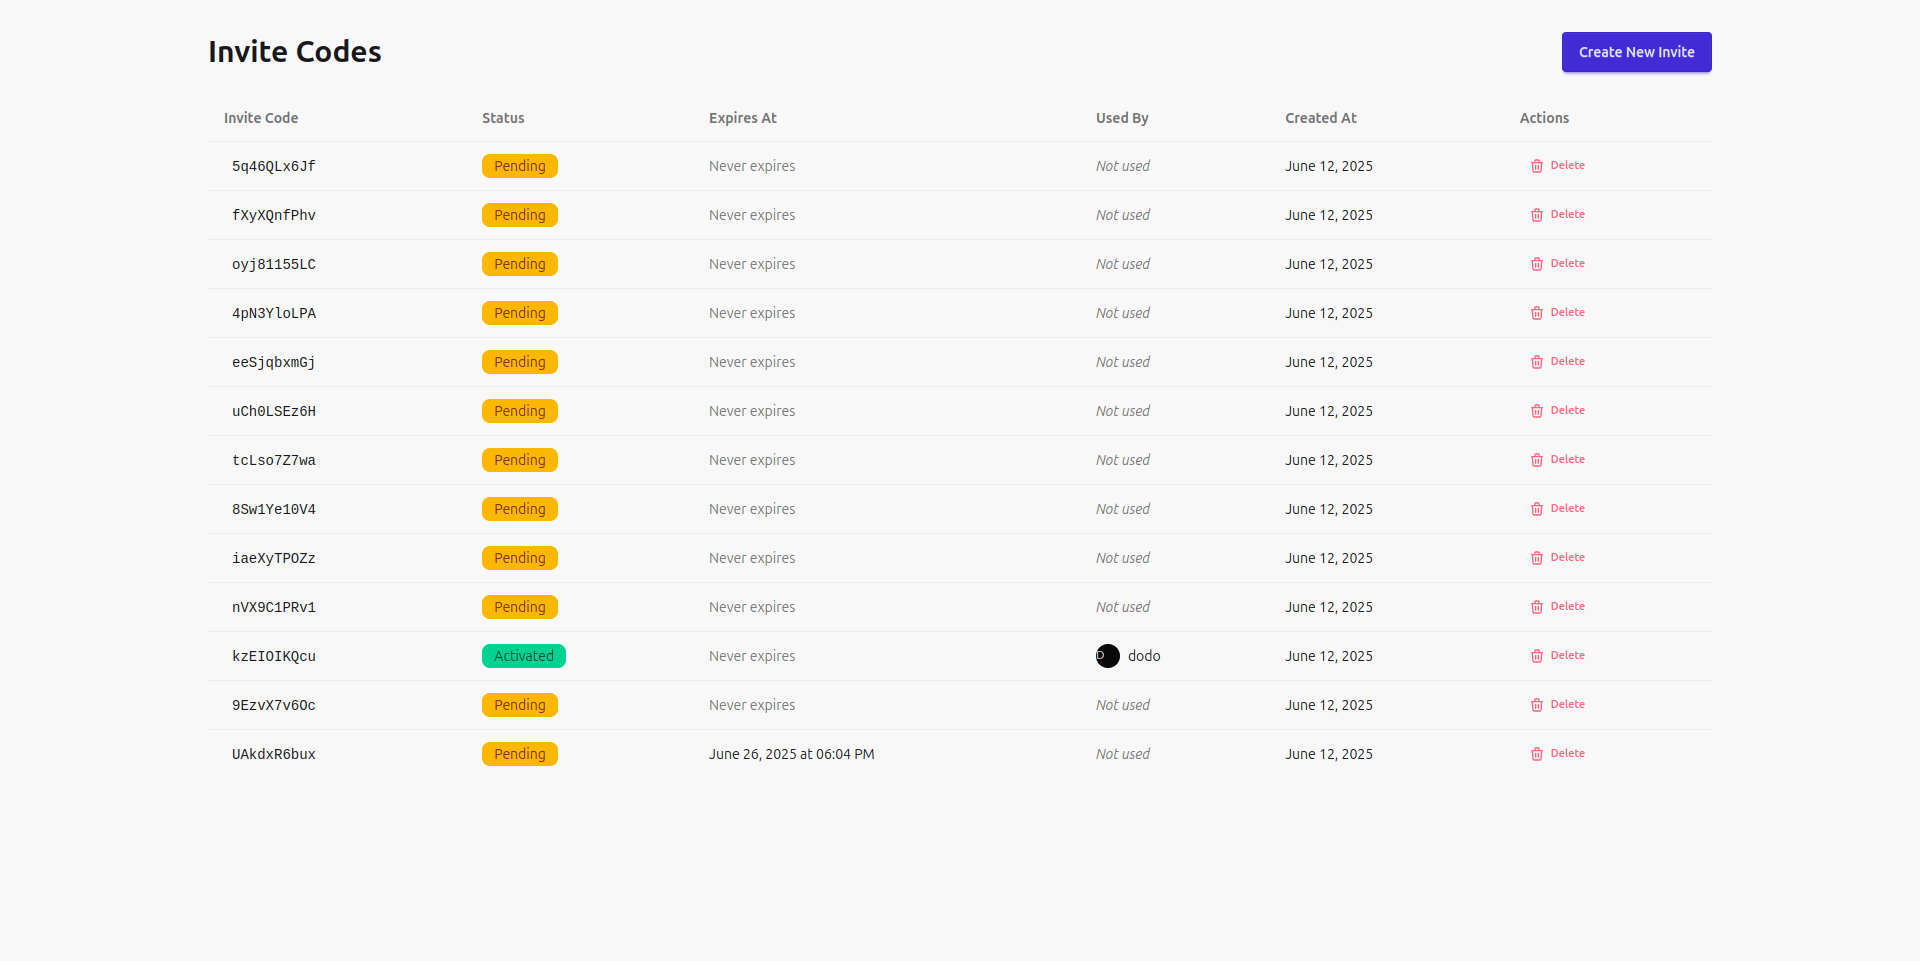 Invite Codes
Create New Invite
Invite Code Status Expires At Used By Created At Actions
5q46QLx6Jf Pending Never expires Not used June 12, 2025 Delete
fXyXQnfPhv Pending Never expires Not used June 12, 2025 Delete
oyj81155LC Pending Never expires Not used June 12, 2025 Delete
4pN3YloLPA Pending Never expires Not used June 12, 2025 Delete
eeSjqbxmGj Pending Never expires Not used June 12, 2025 Delete
uCh0LSEz6H Pending Never expires Not used June 12, 2025 Delete
tcLso7Z7wa Pending Never expires Not used June 12, 2025 Delete
8Sw1Ye10V4 Pending Never expires Not used June 12, 2025 Delete
iaeXyTPOZz Pending Never expires Not used June 12, 2025 Delete
nVX9C1PRv1 Pending Never expires Not used June 12, 2025 Delete
kzEIOIKQcu Activated Never expires D dodo June 12, 2025 Delete
9EzvX7v6Oc Pending Never expires Not used June 12, 2025 Delete
UAkdxR6bux Pending June 26, 2025 at 06:04 PM Not used June 12, 2025 Delete